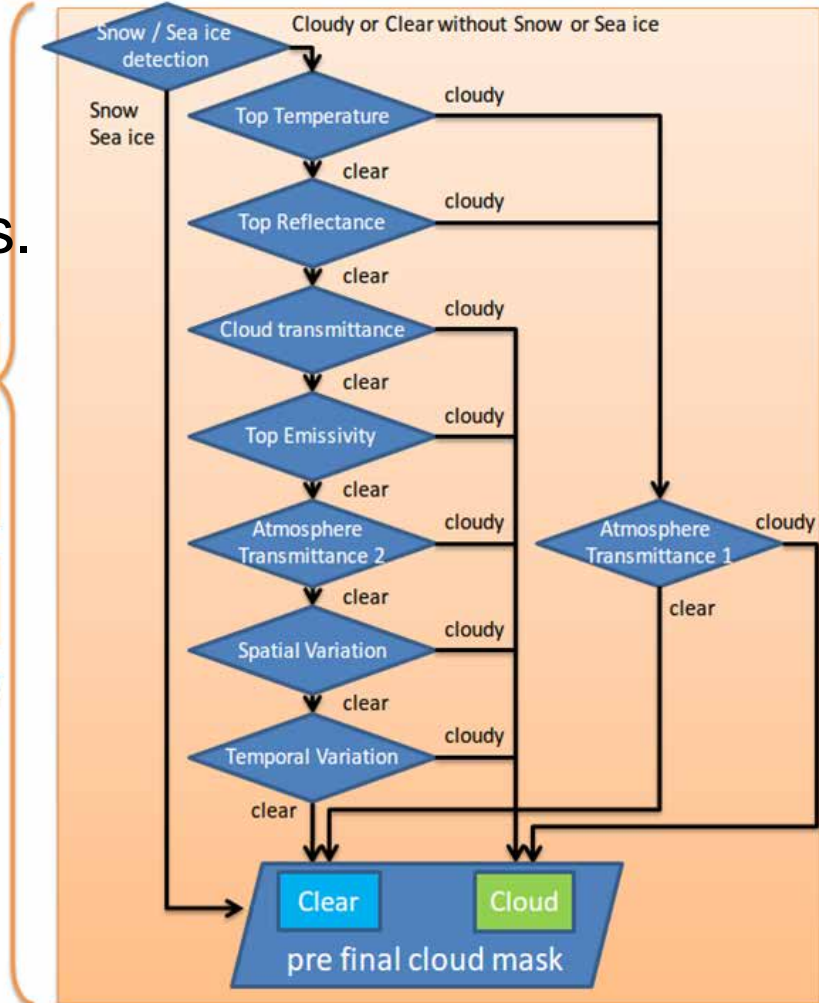 Cloudy or Clear without Snow or Sea ice
Snow / Sea ice
detection
Snow
Sea ice
Top Temperature
cloudy
clear
s.
Top Reflectance
cloudy
clear
Cloud transmittance
cloudy
clear
Top Emissivity
cloudy
clear
Atmosphere
Transmittance 2
cloudy
Atmosphere
Transmittance 1
cloudy
clear
clear
Spatial Variation
cloudy
clear
Temporal Variation
cloudy
clear
Clear
Cloud
pre final cloud mask